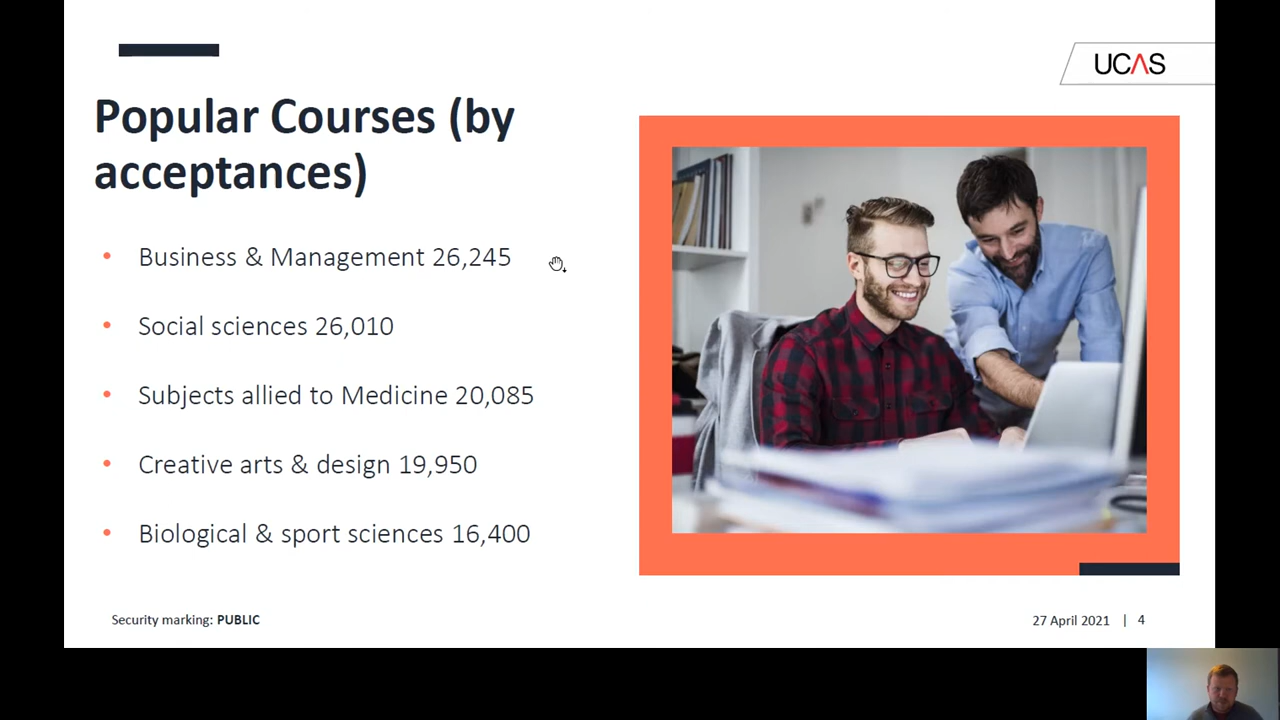 UCAS
Popular Courses (by
acceptances)
• Business & Management 26,245
• Social sciences 26,010
• Subjects allied to Medicine 20,085
• Creative arts & design 19,950
• Biological & sport sciences 16,400
Security marking: PUBLIC
27 April 2021 | 4